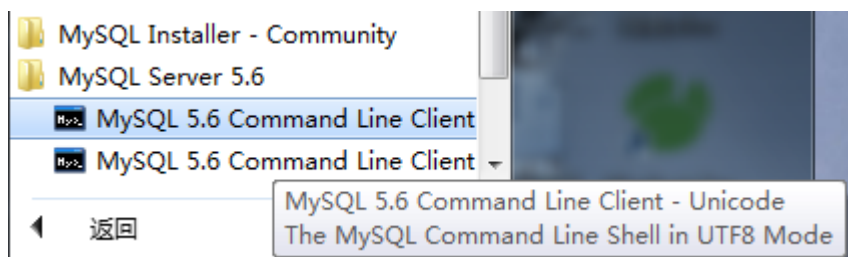 MySQL Installer - Community
MySQL Server 5.6
MySQL 5.6 Command Line Client
MySQL 5.6 Command Line Client
返回
MySQL 5.6 Command Line Client - Unicode
The MySQL Command Line Shell in UTF8 Mode